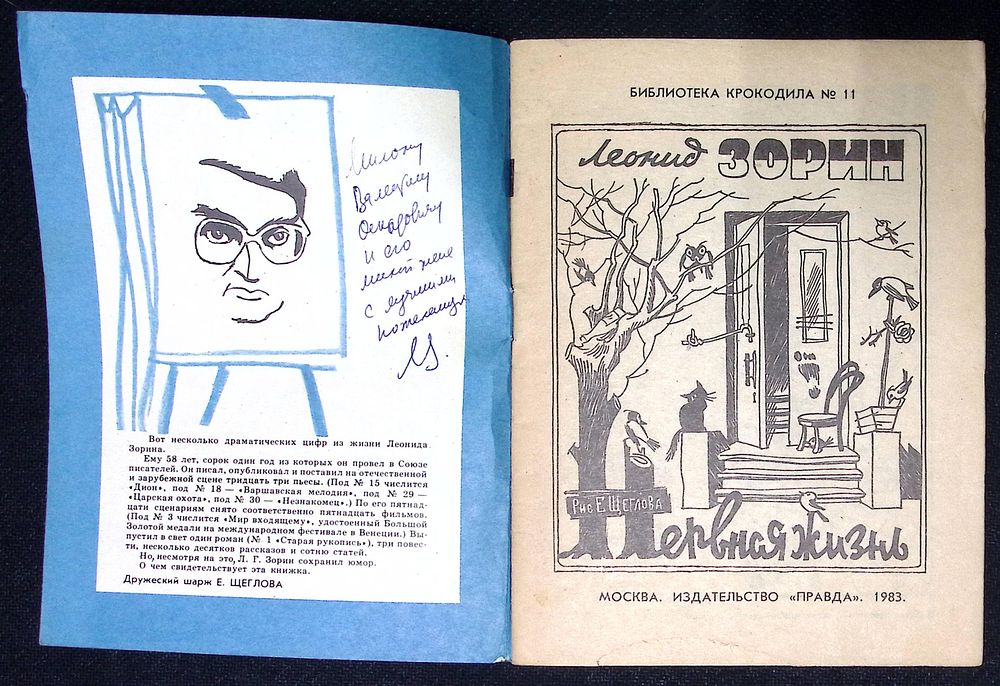 Милому
Валентину
Оскаровичу
и его
милой жене
с лучшими
пожеланиями
Вот несколько драматических цифр из жизни Леонида
Зорина.
Ему 58 лет, сорок один год из которых он провел в Союзе
писателей. Он писал, опубликовал и поставил на отечественной
и зарубежной сцене тридцать три пьесы. (Под № 15 числится
«Дион», под № 18 — «Варшавская мелодия», под № 29 —
«Царская охота», под № 30 — «Незнакомец».) По его пятнад-
цати сценариям снято соответственно пятнадцать фильмов.
(Под № 3 числится «Мир входящему», удостоенный Большой
Золотой медали на международном фестивале в Венеции.) Вы-
пустил в свет один роман (№ 1 «Старая рукопись»), три повес-
ти, несколько десятков рассказов и сотню статей.
Но, несмотря на это, Л. Г. Зорин сохранил юмор.
О чем свидетельствует эта книжка.
Дружеский шарж Е. ЩЕГЛОВА
БИБЛИОТЕКА КРОКОДИЛА № 11
Леонид ЗОРИН
Рис Е. ЩЕГЛОВА
Нервная жизнь
МОСКВА. ИЗДАТЕЛЬСТВО «ПРАВДА». 1983.